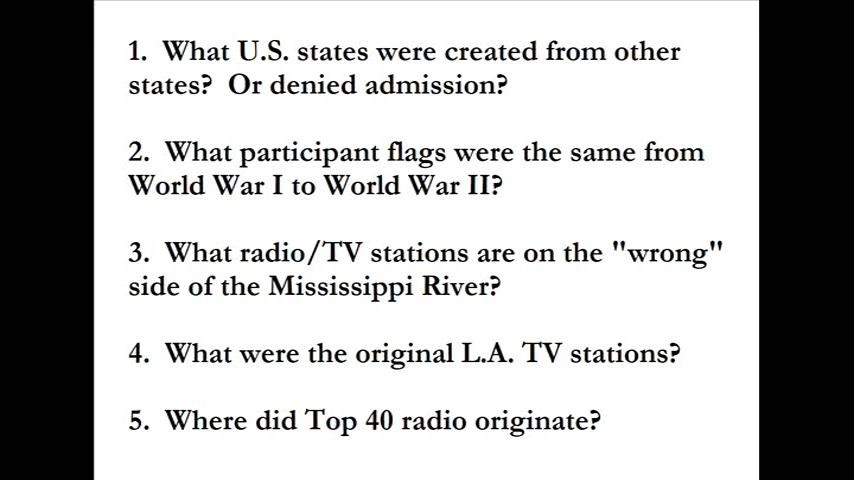 1.  What U.S. states were created from other
states?  Or denied admission?
2.  What participant flags were the same from
World War I to World War II?
3.  What radio/TV stations are on the "wrong"
side of the Mississippi River?
4.  What were the original L.A. TV stations?
5.  Where did Top 40 radio originate?